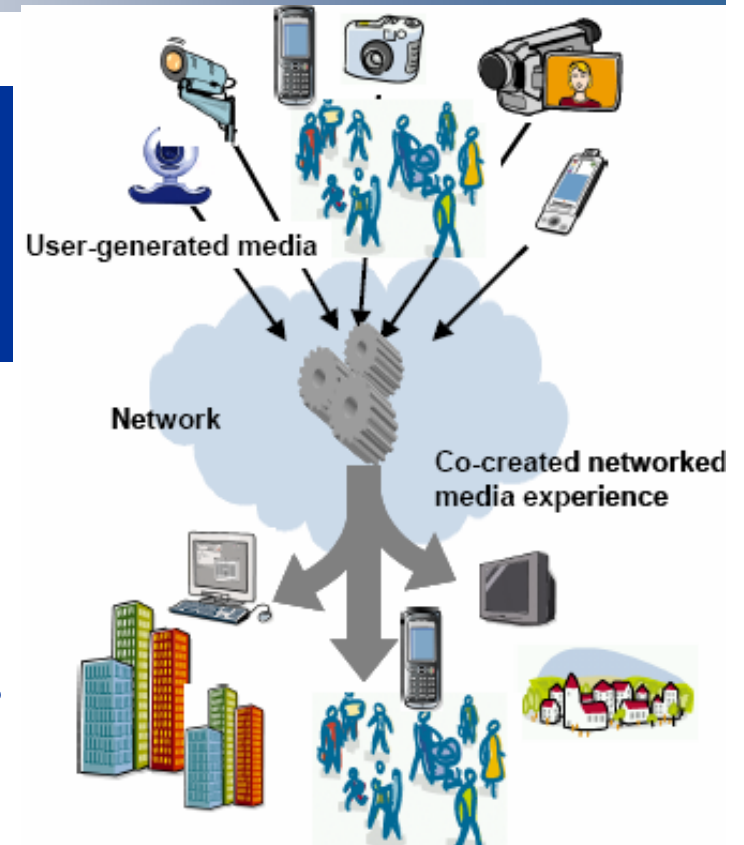 User-generated media
Network
Co-created networked
media experience